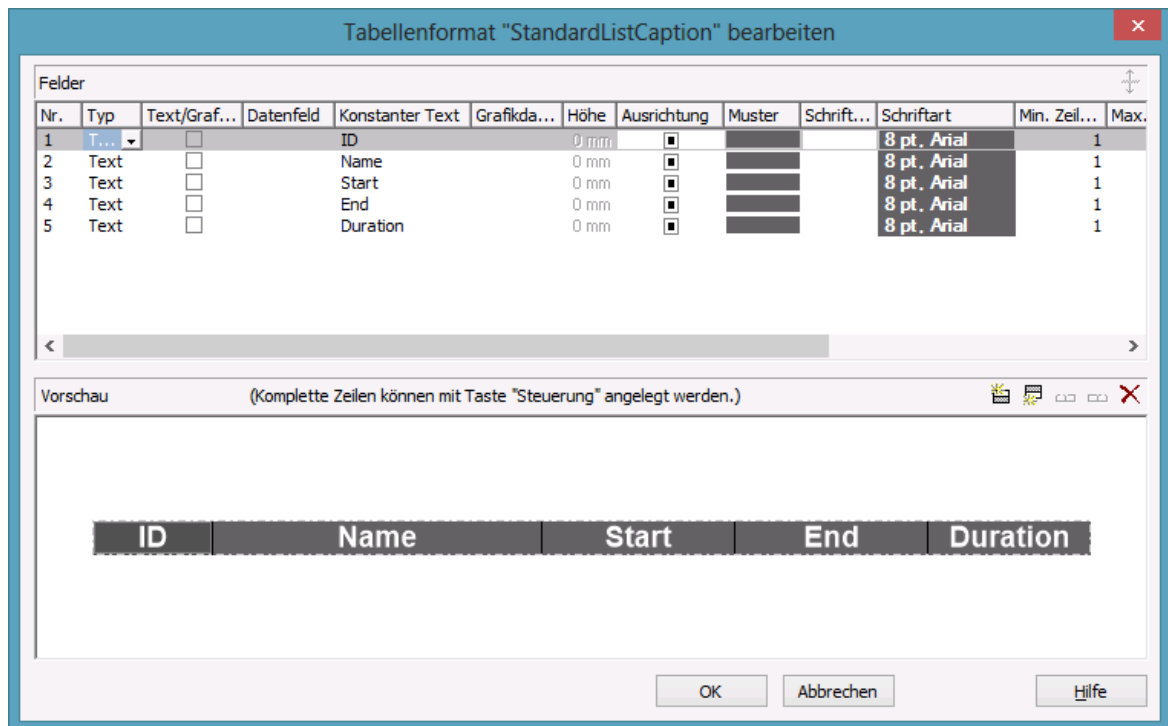 Tabellenformat "StandardListCaption" bearbeiten
Felder
Nr. Typ Text/Graf... Datenfeld Konstanter Text Grafikda... Höhe Ausrichtung Muster Schrift... Schriftart Min. Zeil... Max.
1 T... ID 0 mm 8 pt, Arial 1
2 Text Name 0 mm 8 pt, Arial 1
3 Text Start 0 mm 8 pt, Arial 1
4 Text End 0 mm 8 pt, Arial 1
5 Text Duration 0 mm 8 pt, Arial 1
Vorschau (Komplette Zeilen können mit Taste "Steuerung" angelegt werden.)
ID Name Start End Duration
OK Abbrechen Hilfe